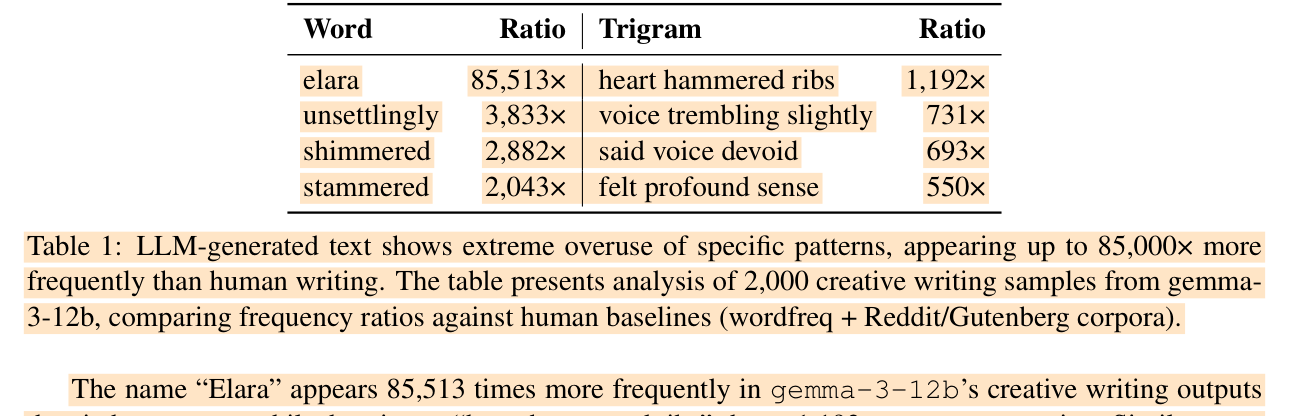 Word Ratio Trigram Ratio
elara 85,513× heart hammered ribs 1,192×
unsettlingly 3,833× voice trembling slightly 731×
shimmered 2,882× said voice devoid 693×
stammered 2,043× felt profound sense 550×
Table 1: LLM-generated text shows extreme overuse of specific patterns, appearing up to 85,000× more
frequently than human writing. The table presents analysis of 2,000 creative writing samples from gemma-
3-12b, comparing frequency ratios against human baselines (wordfreq + Reddit/Gutenberg corpora).
The name “Elara” appears 85,513 times more frequently in gemma-3-12b’s creative writing outputs